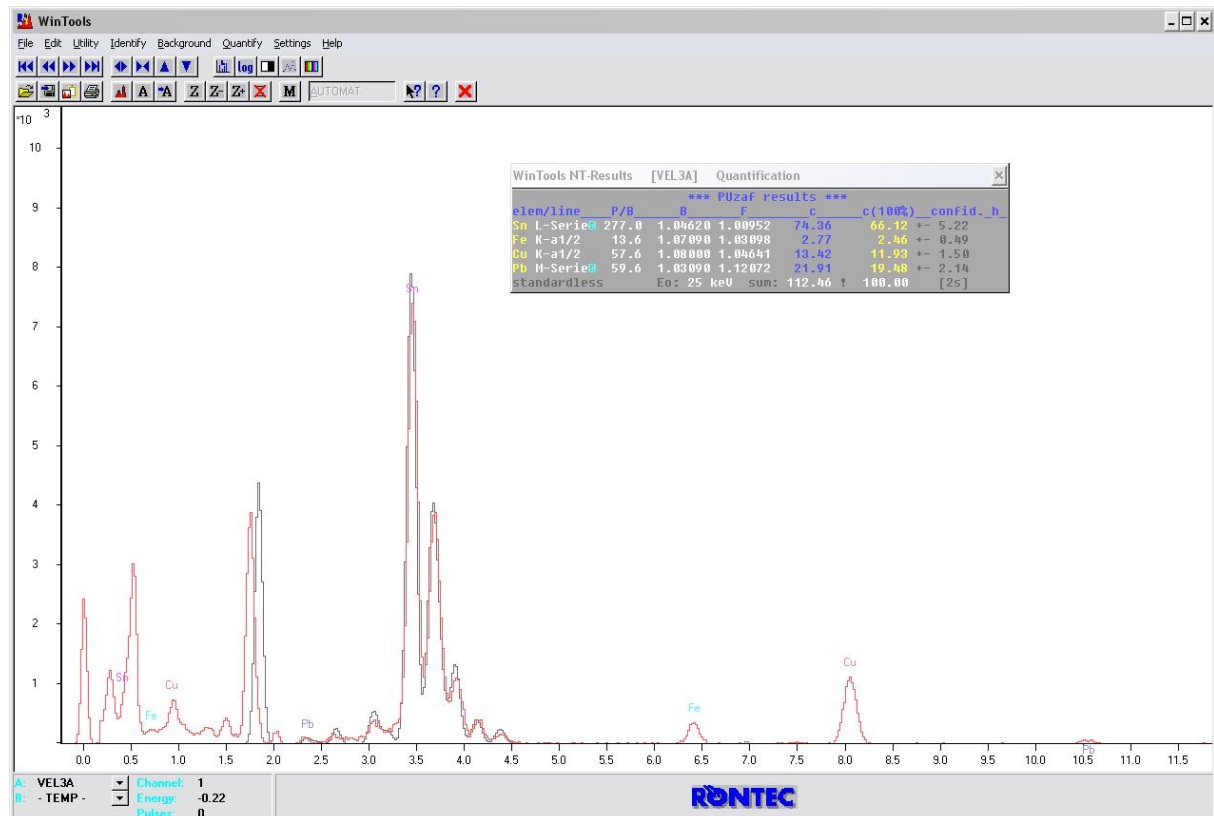 WinTools
File Edit Utility Identify Background Quantify Settings Help
log
A A Z Z- Z+ Z M AUTOMAT ? ?
*10 3
10
9
8
7
6
5
4
3
2
1
WinTools NT-Results [VEL3A] Quantification
*** PUzaf results ***
elem/line P/B B F c c(100%) confid. h
Sn L-Serie@ 277.0 1.04620 1.00952 74.36 66.12 +- 5.22
Fe K-a1/2 13.6 1.07090 1.03098 2.77 2.46 +- 0.49
Cu K-a1/2 57.6 1.08000 1.04641 13.42 11.93 +- 1.50
Pb M-Serie@ 59.6 1.03090 1.12072 21.91 19.48 +- 2.14
standardless Eo: 25 keV sum: 112.46 ! 100.00 [2s]
Sn
Sn
Fe
Cu
Pb
Fe
Cu
Pb
0.0 0.5 1.0 1.5 2.0 2.5 3.0 3.5 4.0 4.5 5.0 5.5 6.0 6.5 7.0 7.5 8.0 8.5 9.0 9.5 10.0 10.5 11.0 11.5
A: VEL3A Channel: 1
B: - TEMP - Energy: -0.22
Pulses: 0
RÖNTEC